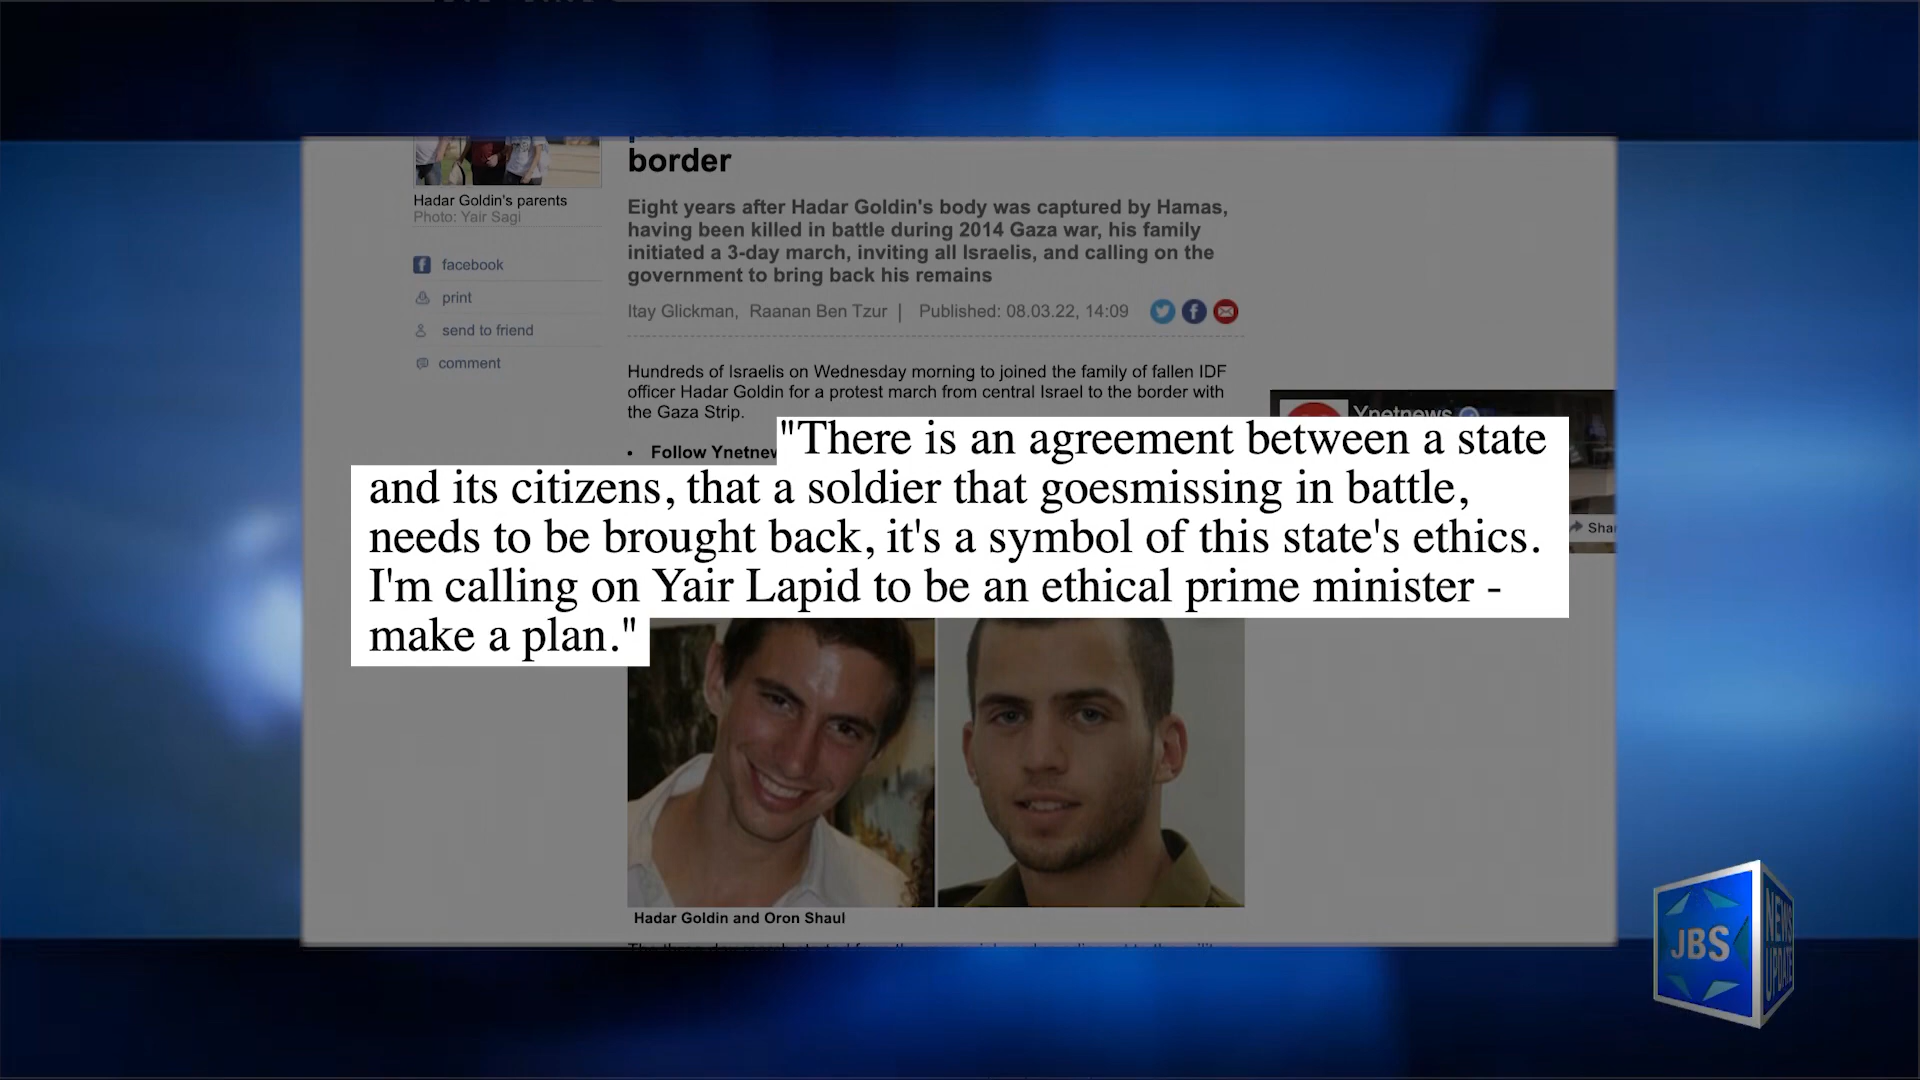 border
Hadar Goldin's parents
Photo: Yair Sagi
facebook
print
send to friend
comment
Eight years after Hadar Goldin's body was captured by Hamas,
having been killed in battle during 2014 Gaza war, his family
initiated a 3-day march, inviting all Israelis, and calling on the
government to bring back his remains
Itay Glickman, Raanan Ben Tzur | Published: 08.03.22, 14:09
Hundreds of Israelis on Wednesday morning to joined the family of fallen IDF
officer Hadar Goldin for a protest march from central Israel to the border with
the Gaza Strip.
• Follow Ynetnew
Ynetnews
Shar
"There is an agreement between a state
and its citizens, that a soldier that goesmissing in battle,
needs to be brought back, it's a symbol of this state's ethics.
I'm calling on Yair Lapid to be an ethical prime minister -
make a plan."
Hadar Goldin and Oron Shaul
JBS
NEWS
UPDATE